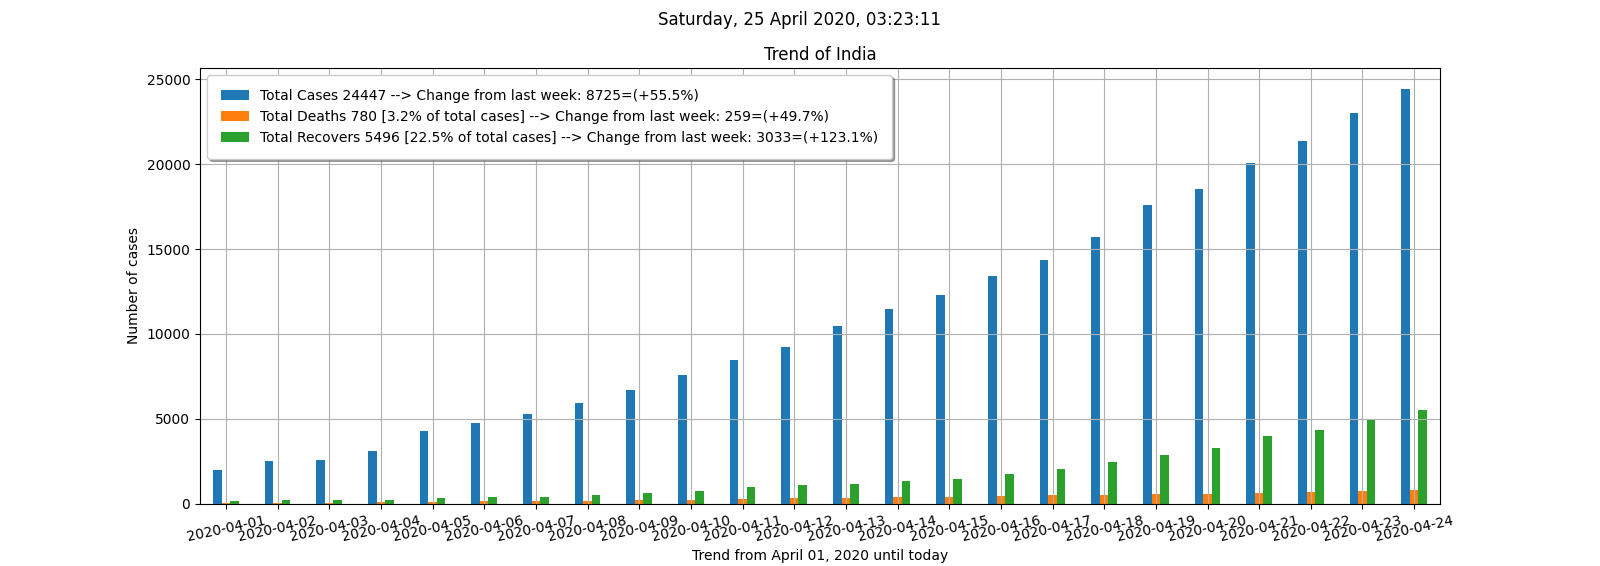 Saturday, 25 April 2020, 03:23:11
Trend of India
Total Cases 24447 --> Change from last week: 8725=(+55.5%)
Total Deaths 780 [3.2% of total cases] --> Change from last week: 259=(+49.7%)
Total Recovers 5496 [22.5% of total cases] --> Change from last week: 3033=(+123.1%)
Number of cases
25000
20000
15000
10000
5000
0
2020-04-01 2020-04-02 2020-04-03 2020-04-04 2020-04-05 2020-04-06 2020-04-07 2020-04-08 2020-04-09 2020-04-10 2020-04-11 2020-04-12 2020-04-13 2020-04-14 2020-04-15 2020-04-16 2020-04-17 2020-04-18 2020-04-19 2020-04-20 2020-04-21 2020-04-22 2020-04-23 2020-04-24
Trend from April 01, 2020 until today